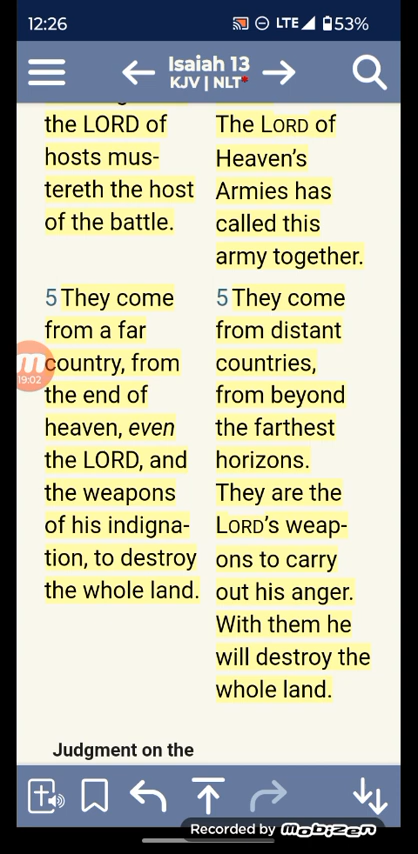 12:26
LTE 53%
Isaiah 13
KJV | NLT*
the LORD of
hosts mus-
tereth the host
of the battle.
5 They come
from a far
country, from
the end of
heaven, even
the LORD, and
the weapons
of his indigna-
tion, to destroy
the whole land.
The LORD of
Heaven's
Armies has
called this
army together.
5 They come
from distant
countries,
from beyond
the farthest
horizons.
They are the
LORD's weap-
ons to carry
out his anger.
With them he
will destroy the
whole land.
19:02
Judgment on the
Recorded by Mobizen